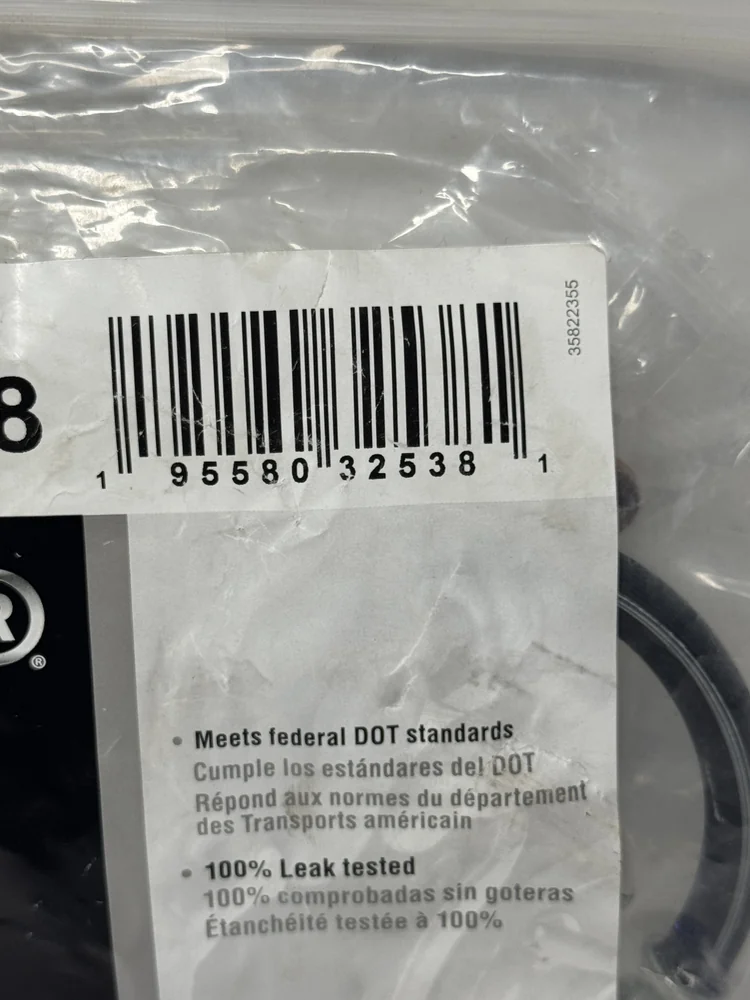 35822355
8
1 95580 32538 1
R
®
• Meets federal DOT standards
Cumple los estándares del DOT
Répond aux normes du département
des Transports américain
• 100% Leak tested
100% comprobadas sin goteras
Étanchéité testée à 100%